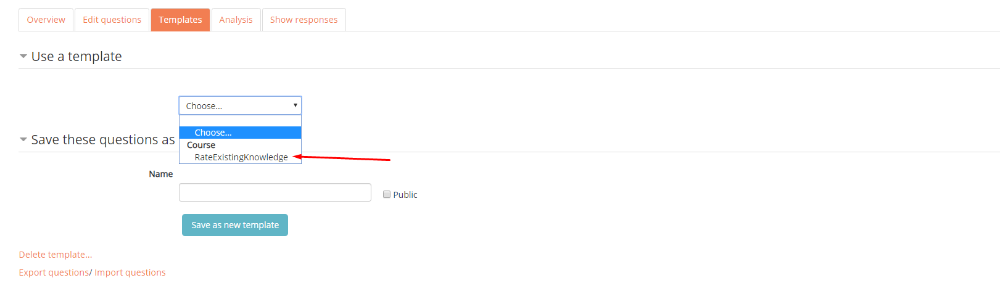 Overview Edit questions Templates Analysis Show responses
Use a template
Choose...
Choose...
Save these questions as
Course
RateExistingKnowledge
Name
Public
Save as new template
Delete template...
Export questions/ Import questions